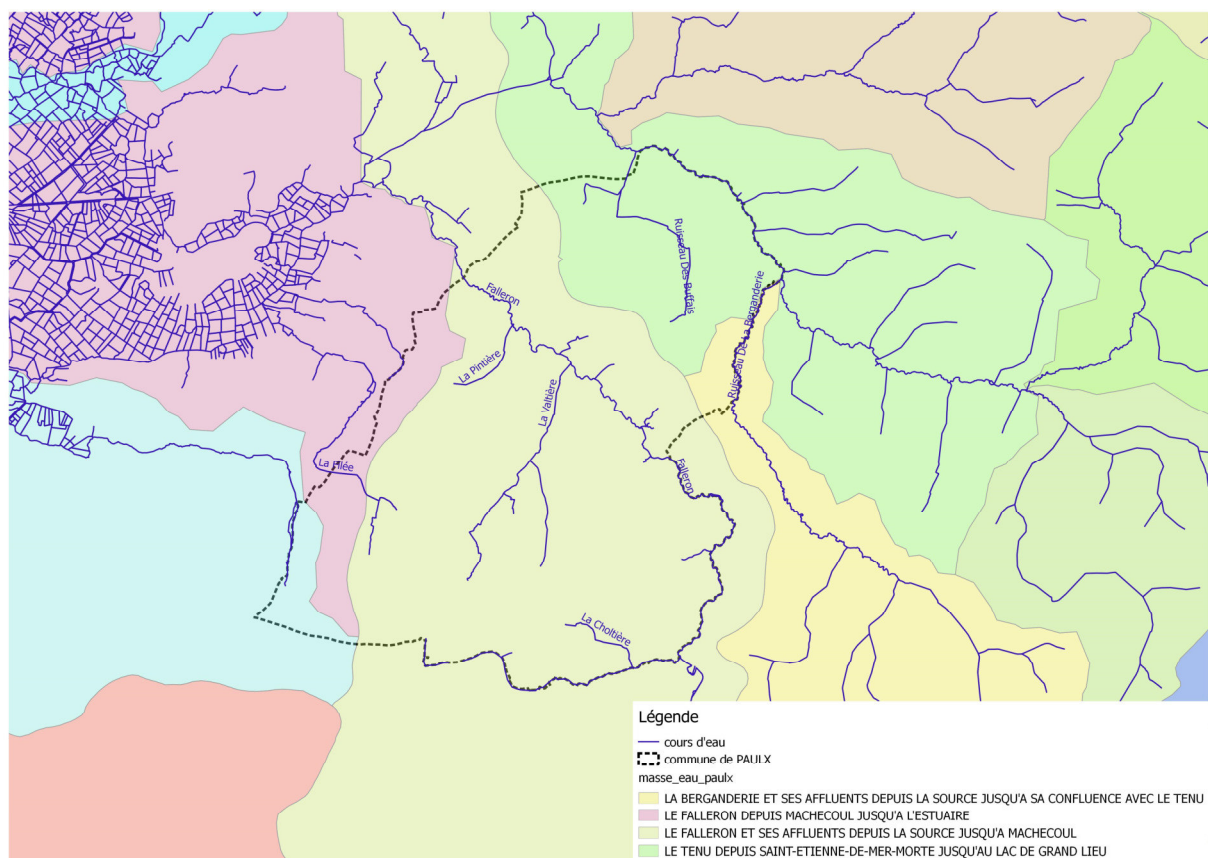 Ruisseau Des Buffais
Ruisseau De La Berganderie
Falleron
La Pintière
La Valtière
La Filée
Falleron
La Choltière
Légende
cours d'eau
commune de PAULX
masse_eau_paulx
LA BERGANDERIE ET SES AFFLUENTS DEPUIS LA SOURCE JUSQU'A SA CONFLUENCE AVEC LE TENU
LE FALLERON DEPUIS MACHECOUL JUSQU'A L'ESTUAIRE
LE FALLERON ET SES AFFLUENTS DEPUIS LA SOURCE JUSQU'A MACHECOUL
LE TENU DEPUIS SAINT-ETIENNE-DE-MER-MORTE JUSQU'AU LAC DE GRAND LIEU